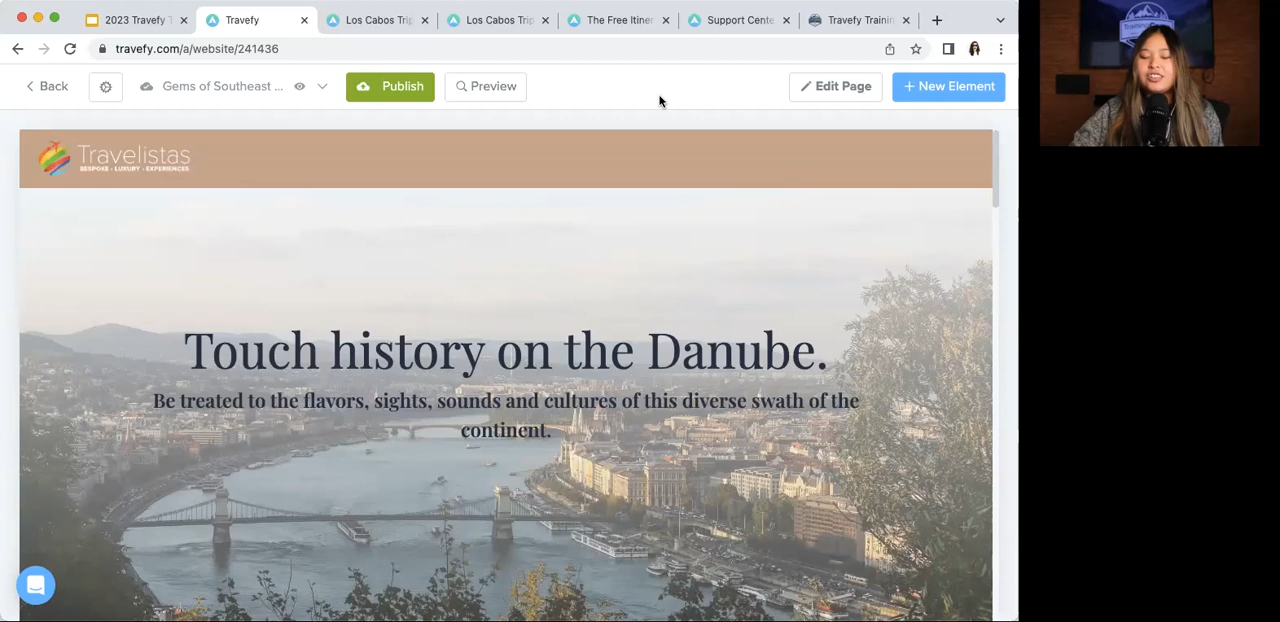 2023 Travefy T
Travefy
Los Cabos Trip
Los Cabos Trip
The Free Itiner
Support Cente
Travefy Trainin
travefy.com/a/website/241436
Back
Gems of Southeast ...
Publish
Preview
Edit Page
+ New Element
Travelistas
BESPOKE - LUXURY - EXPERIENCES
Touch history on the Danube.
Be treated to the flavors, sights, sounds and cultures of this diverse swath of the
continent.